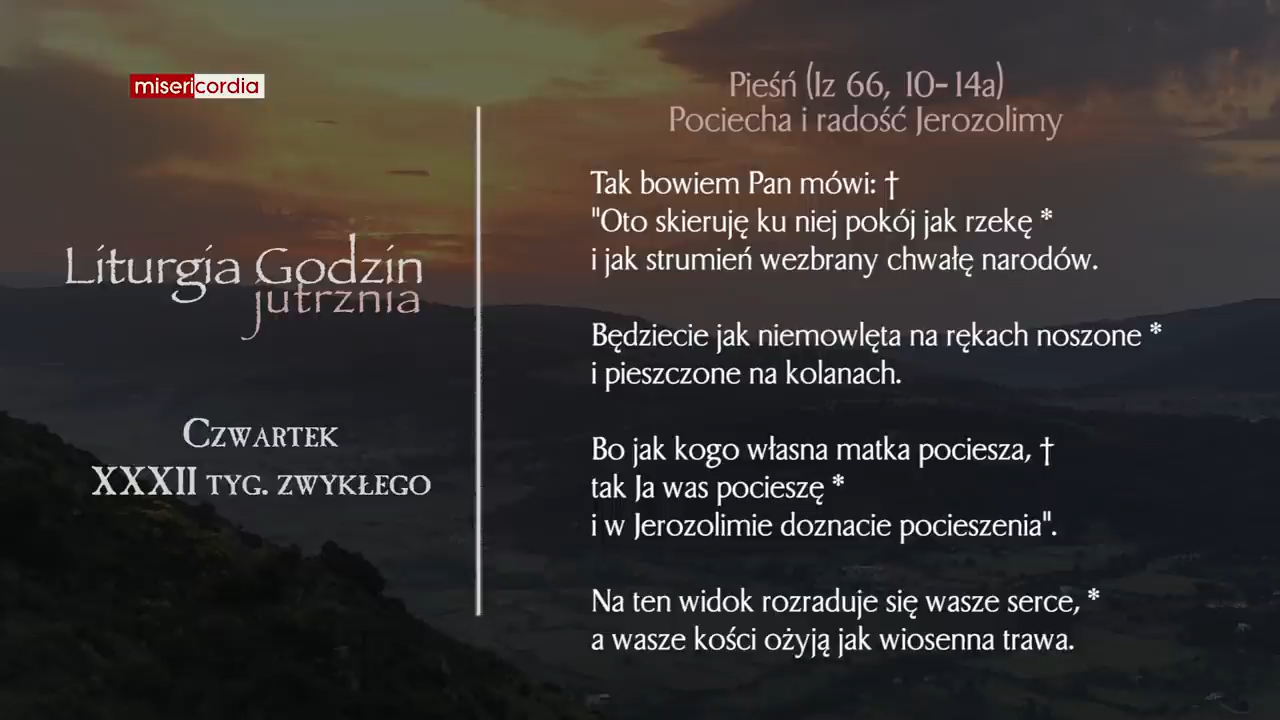 misericordia
Liturgia Godzin
jutrznia
Czwartek
XXXII tyg. zwykłego
Pieśń (Iz 66, 10-14a)
Pociecha i radość Jerozolimy
Tak bowiem Pan mówi: †
"Oto skieruję ku niej pokój jak rzekę *
i jak strumień wezbrany chwałę narodów.
Będziecie jak niemowlęta na rękach noszone *
i pieszczone na kolanach.
Bo jak kogo własna matka pociesza, †
tak Ja was pocieszę *
i w Jerozolimie doznacie pocieszenia".
Na ten widok rozraduje się wasze serce, *
a wasze kości ożyją jak wiosenna trawa.